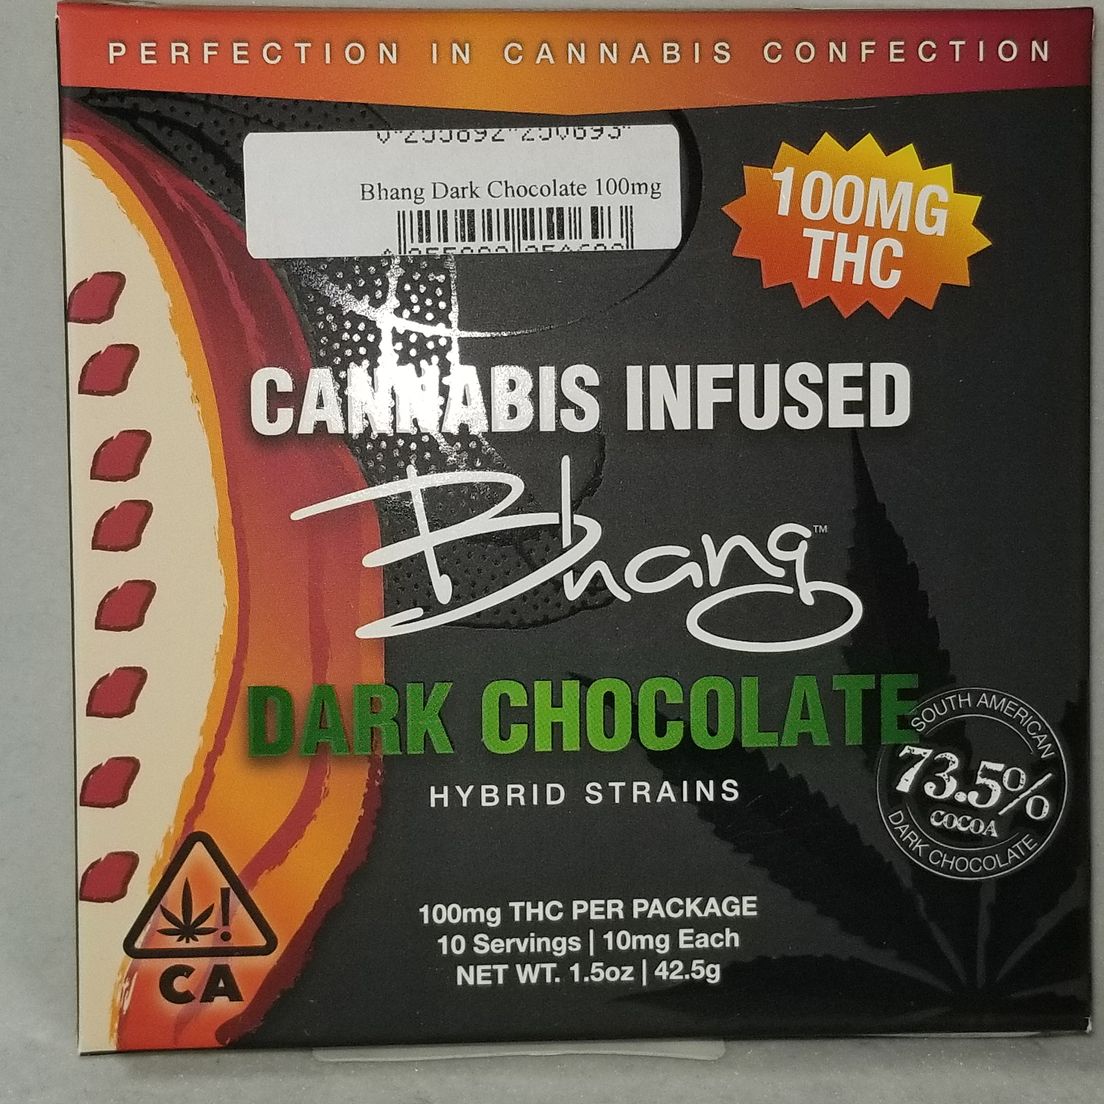 PERFECTION IN CANNABIS CONFECTION
Bhang Dark Chocolate 100mg
100MG
THC
CANNABIS INFUSED
Bhang™
DARK CHOCOLATE
HYBRID STRAINS
SOUTH AMERICAN
73.5%
COCOA
DARK CHOCOLATE
100mg THC PER PACKAGE
10 Servings | 10mg Each
NET WT. 1.5oz | 42.5g
!
CA